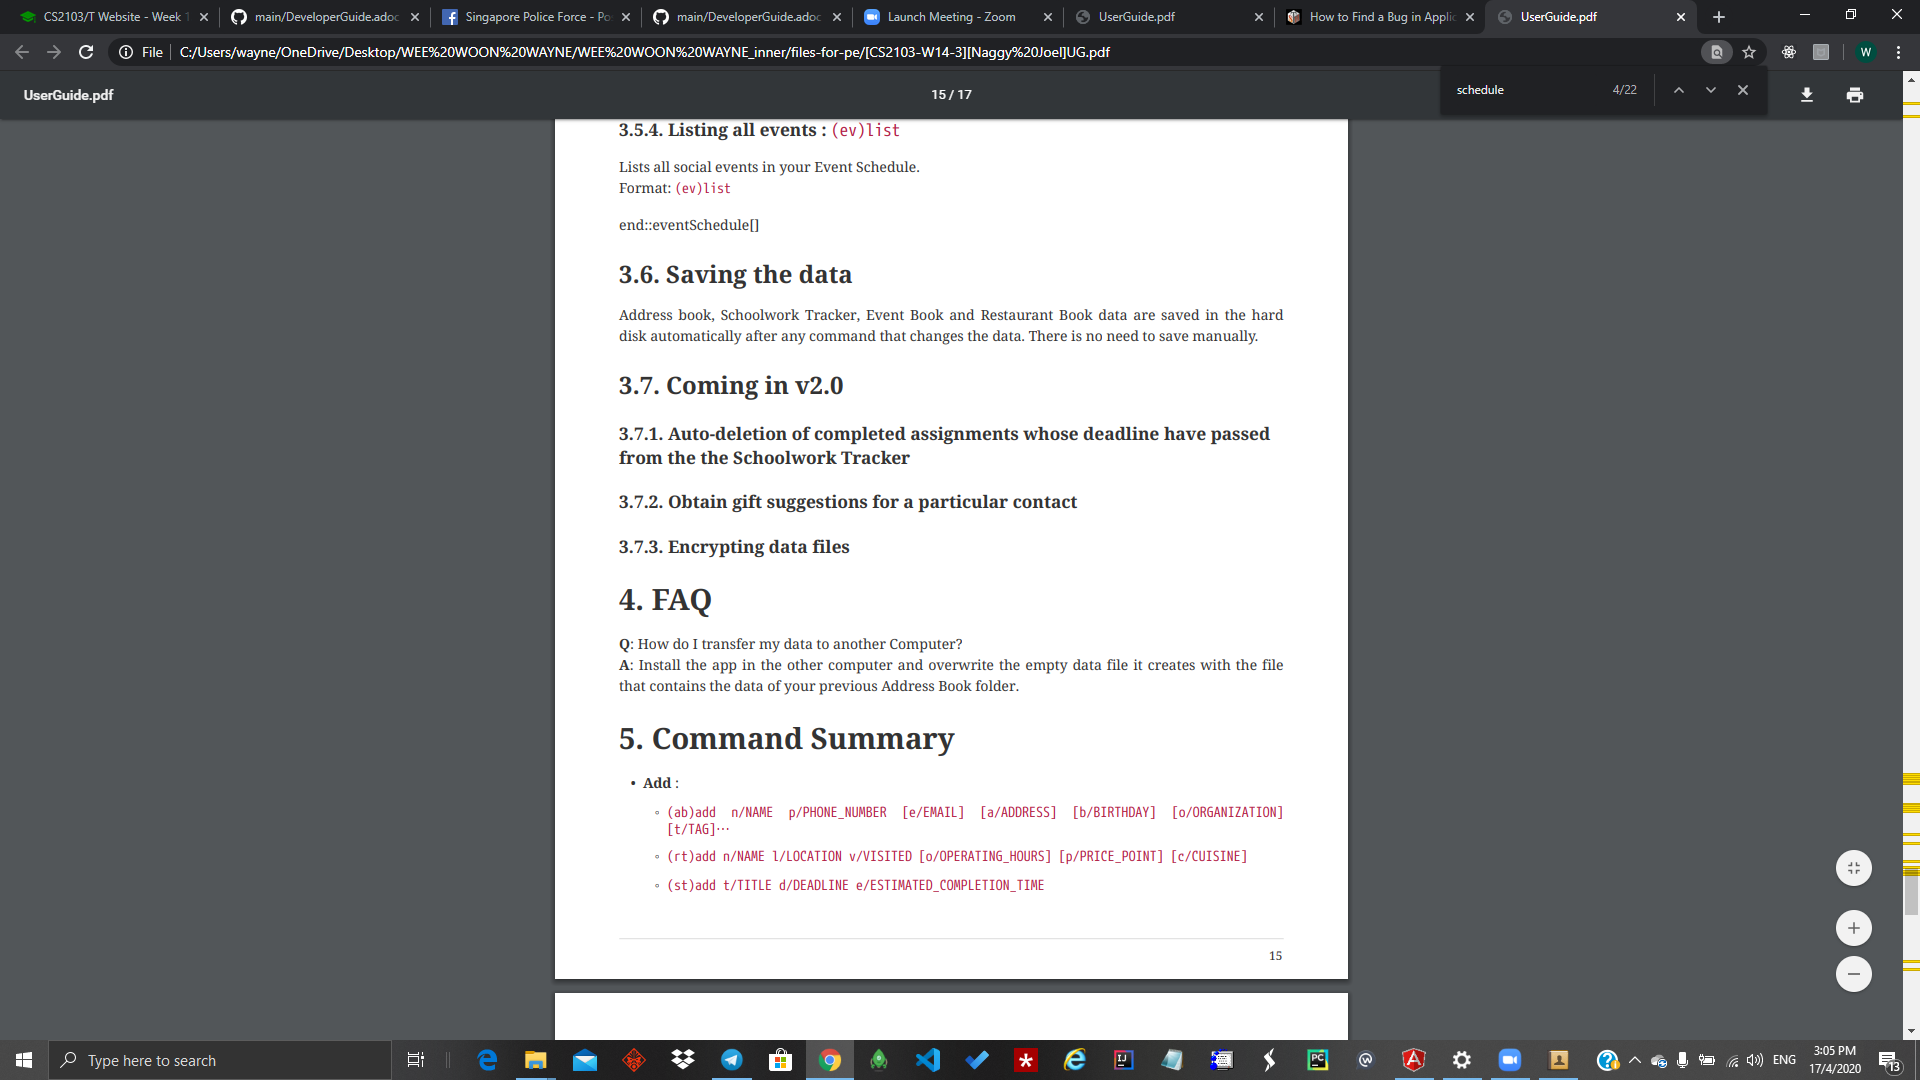 CS2103/T Website - Week 1
main/DeveloperGuide.adoc
Singapore Police Force - Po
main/DeveloperGuide.adoc
Launch Meeting - Zoom
UserGuide.pdf
How to Find a Bug in Applic
UserGuide.pdf
File
C:/Users/wayne/OneDrive/Desktop/WEE%20WOON%20WAYNE/WEE%20WOON%20WAYNE_inner/files-for-pe/[CS2103-W14-3][Naggy%20Joel]UG.pdf
W
UserGuide.pdf
15 / 17
schedule
4/22
3.5.4. Listing all events : (ev)list
Lists all social events in your Event Schedule.
Format: (ev)list
end::eventSchedule[]
3.6. Saving the data
Address book, Schoolwork Tracker, Event Book and Restaurant Book data are saved in the hard
disk automatically after any command that changes the data. There is no need to save manually.
3.7. Coming in v2.0
3.7.1. Auto-deletion of completed assignments whose deadline have passed
from the the Schoolwork Tracker
3.7.2. Obtain gift suggestions for a particular contact
3.7.3. Encrypting data files
4. FAQ
Q: How do I transfer my data to another Computer?
A: Install the app in the other computer and overwrite the empty data file it creates with the file
that contains the data of your previous Address Book folder.
5. Command Summary
• Add :
◦ (ab)add n/NAME p/PHONE_NUMBER [e/EMAIL] [a/ADDRESS] [b/BIRTHDAY] [o/ORGANIZATION]
[t/TAG]…
◦ (rt)add n/NAME l/LOCATION v/VISITED [o/OPERATING_HOURS] [p/PRICE_POINT] [c/CUISINE]
◦ (st)add t/TITLE d/DEADLINE e/ESTIMATED_COMPLETION_TIME
15
Type here to search
ENG
3:05 PM
17/4/2020
13